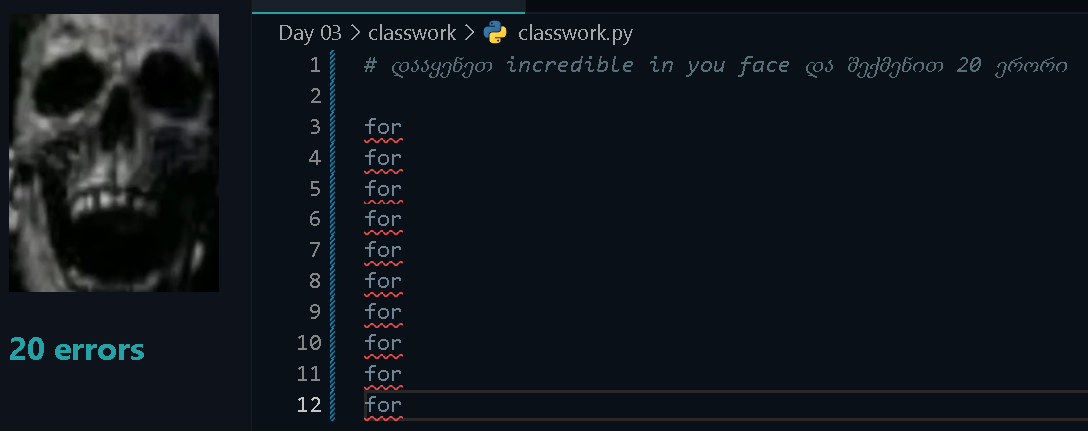 Day 03 > classwork > classwork.py
1 # დააყენეთ incredible in you face და შექმენით 20 ერორი
2
3 for
4 for
5 for
6 for
7 for
8 for
9 for
10 for
11 for
12 for
20 errors